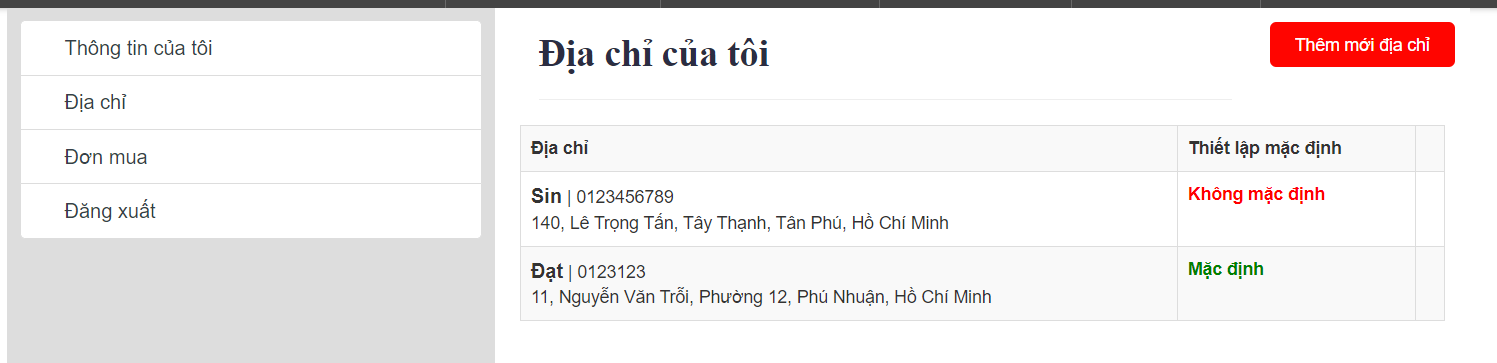 Thông tin của tôi
Địa chỉ
Đơn mua
Đăng xuất
Địa chỉ của tôi
Thêm mới địa chỉ
Địa chỉ
Thiết lập mặc định
Sin | 0123456789
140, Lê Trọng Tấn, Tây Thạnh, Tân Phú, Hồ Chí Minh
Không mặc định
Đạt | 0123123
11, Nguyễn Văn Trỗi, Phường 12, Phú Nhuận, Hồ Chí Minh
Mặc định